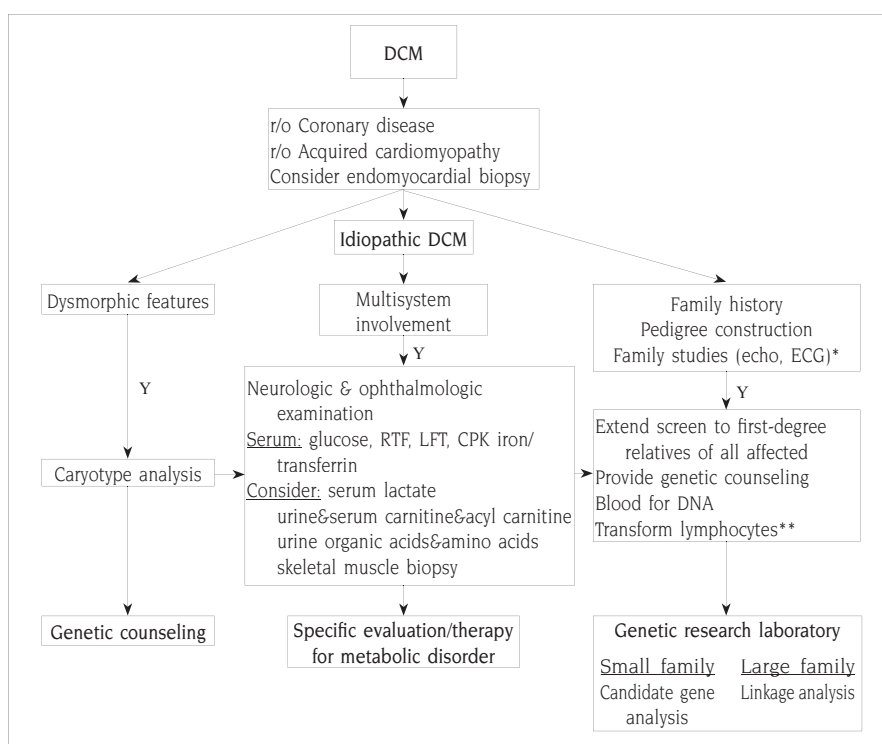 DCM
r/o Coronary disease
r/o Acquired cardiomyopathy
Consider endomyocardial biopsy
Idiopathic DCM
Dysmorphic features
Multisystem
involvement
Family history
Pedigree construction
Family studies (echo, ECG)*
Y
Y
Y
Neurologic & ophthalmologic
examination
Serum: glucose, RTF, LFT, CPK iron/
transferrin
Consider: serum lactate
urine&serum carnitine&acyl carnitine
urine organic acids&amino acids
skeletal muscle biopsy
Extend screen to first-degree
relatives of all affected
Provide genetic counseling
Blood for DNA
Transform lymphocytes**
Caryotype analysis
Genetic counseling
Specific evaluation/therapy
for metabolic disorder
Genetic research laboratory
Small family Large family
Candidate gene Linkage analysis
analysis